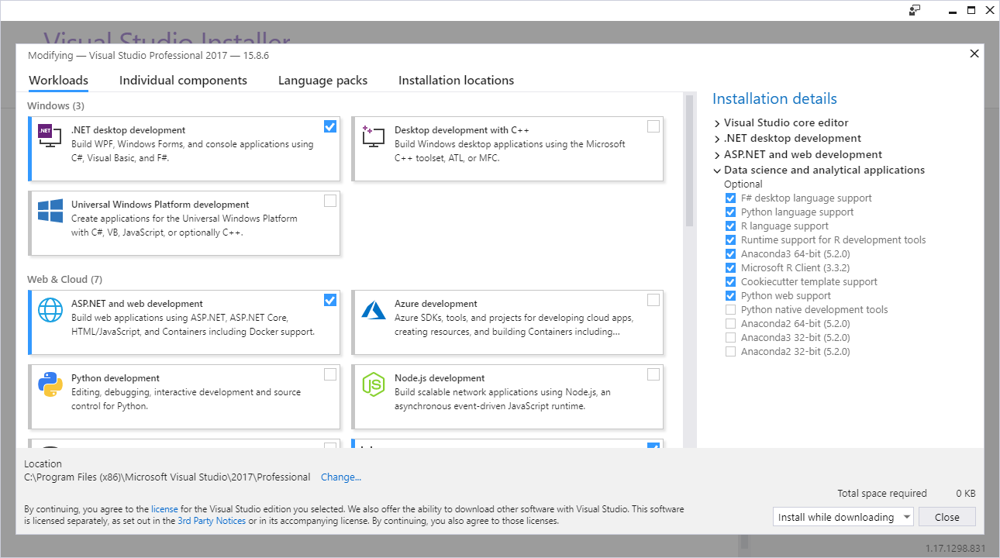 Visual Studio Installer
Modifying — Visual Studio Professional 2017 — 15.8.6
Workloads
Individual components
Language packs
Installation locations
Windows (3)
.NET
.NET desktop development
Build WPF, Windows Forms, and console applications using
C#, Visual Basic, and F#.
Desktop development with C++
Build Windows desktop applications using the Microsoft
C++ toolset, ATL, or MFC.
Universal Windows Platform development
Create applications for the Universal Windows Platform
with C#, VB, JavaScript, or optionally C++.
Web & Cloud (7)
ASP.NET and web development
Build web applications using ASP.NET, ASP.NET Core,
HTML/JavaScript, and Containers including Docker support.
Azure development
Azure SDKs, tools, and projects for developing cloud apps,
creating resources, and building Containers including...
Python development
Editing, debugging, interactive development and source
control for Python.
JS
Node.js development
Build scalable network applications using Node.js, an
asynchronous event-driven JavaScript runtime.
Installation details
Visual Studio core editor
.NET desktop development
ASP.NET and web development
Data science and analytical applications
Optional
F# desktop language support
Python language support
R language support
Runtime support for R development tools
Anaconda3 64-bit (5.2.0)
Microsoft R Client (3.3.2)
Cookiecutter template support
Python web support
Python native development tools
Anaconda2 64-bit (5.2.0)
Anaconda3 32-bit (5.2.0)
Anaconda2 32-bit (5.2.0)
Location
C:\Program Files (x86)\Microsoft Visual Studio\2017\Professional Change...
Total space required 0 KB
By continuing, you agree to the license for the Visual Studio edition you selected. We also offer the ability to download other software with Visual Studio. This software
is licensed separately, as set out in the 3rd Party Notices or in its accompanying license. By continuing, you also agree to those licenses.
Install while downloading
Close
1.17.1298.831